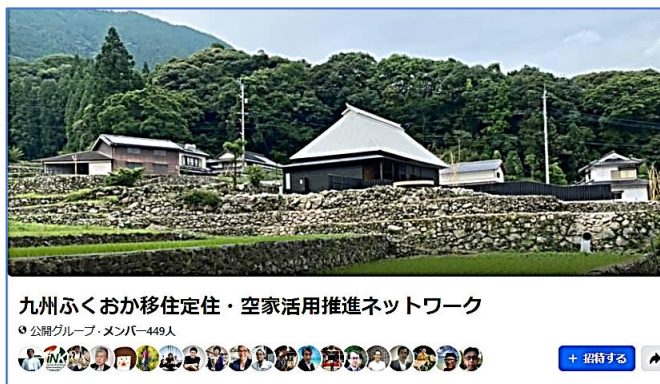 九州ふくおか移住定住・空家活用推進ネットワーク
公開グループ・メンバー449人
+ 招待する